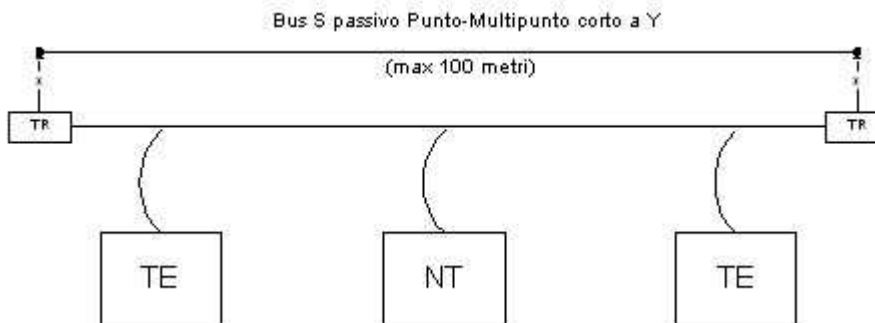 Bus S passivo Punto-Multipunto corto a Y
(max 100 metri)
x x
TR TR
TE NT TE